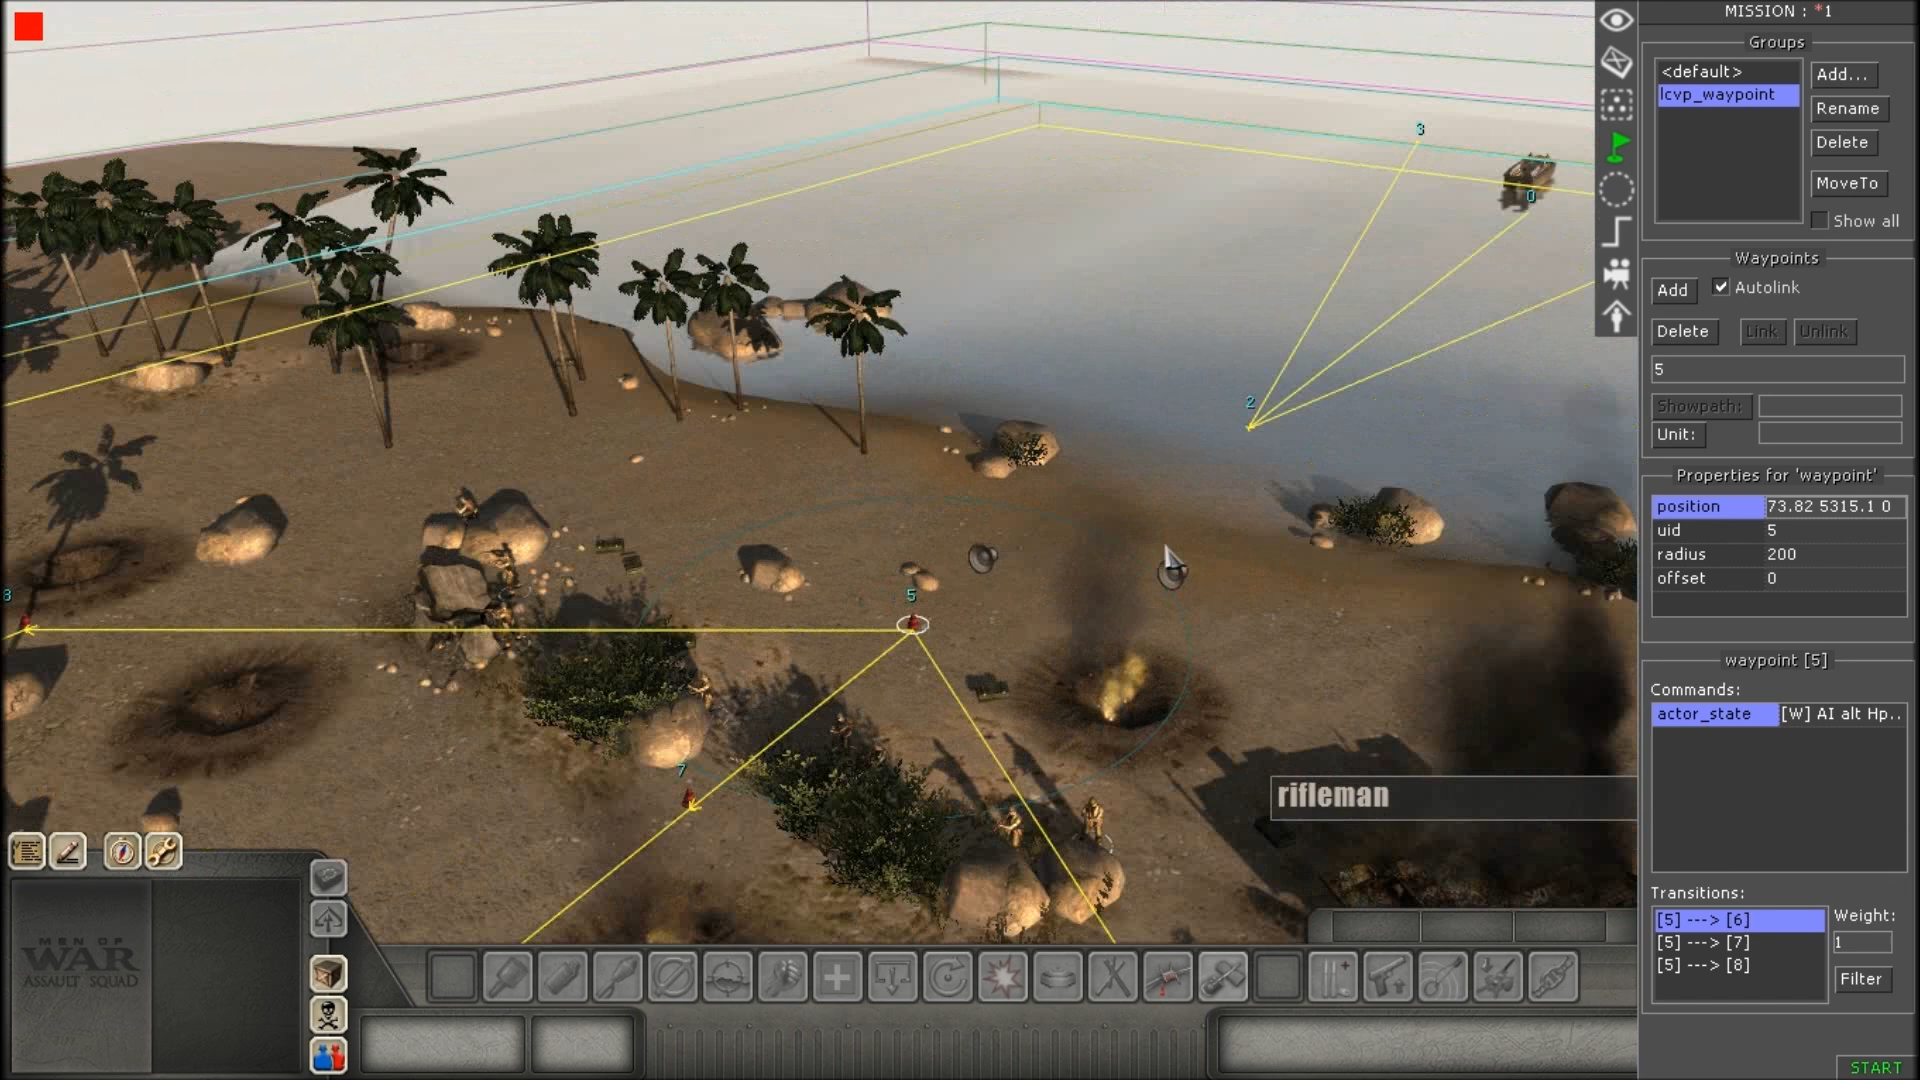 MISSION : *1
Groups
<default>
lcvp_waypoint
Add...
Rename
Delete
MoveTo
Show all
Waypoints
Add
Autolink
Delete
Link
Unlink
5
Showpath:
Unit:
Properties for 'waypoint'
position 73.82 5315.1 0
uid 5
radius 200
offset 0
waypoint [5]
Commands:
actor_state [W] AI alt Hp..
Transitions:
[5] ---> [6]
[5] ---> [7]
[5] ---> [8]
Weight:
1
Filter
START
3
0
2
5
8
7
rifleman
MEN OF
WAR
ASSAULT SQUAD